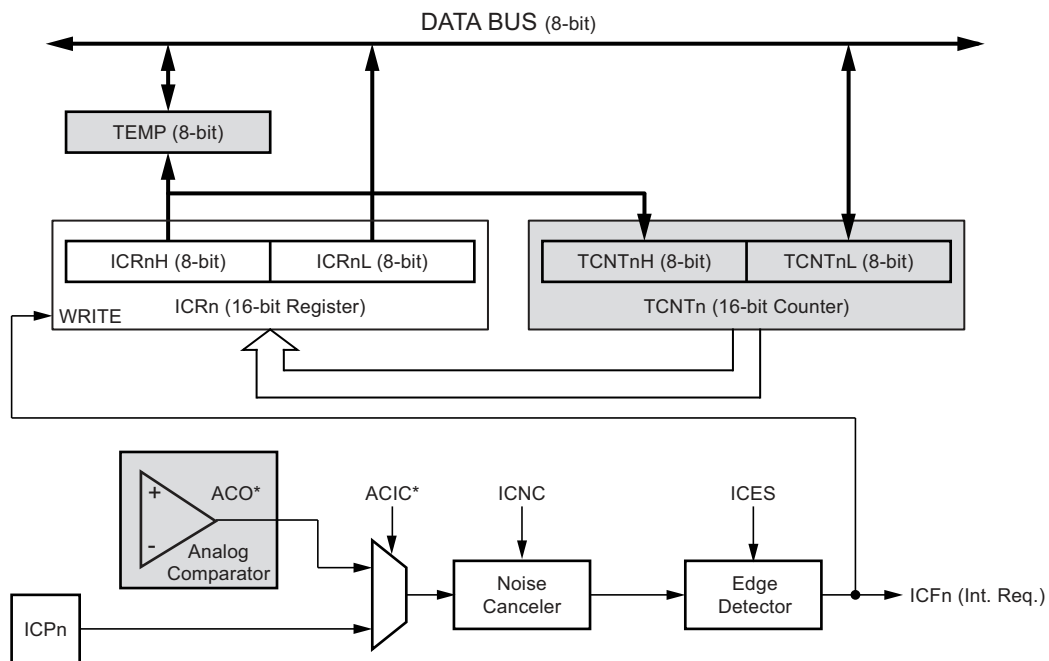 DATA BUS (8-bit)
TEMP (8-bit)
ICRnH (8-bit)
ICRnL (8-bit)
TCNTnH (8-bit)
TCNTnL (8-bit)
WRITE
ICRn (16-bit Register)
TCNTn (16-bit Counter)
+
-
ACO*
Analog
Comparator
ACIC*
ICNC
ICES
Noise
Canceler
Edge
Detector
ICFn (Int. Req.)
ICPn